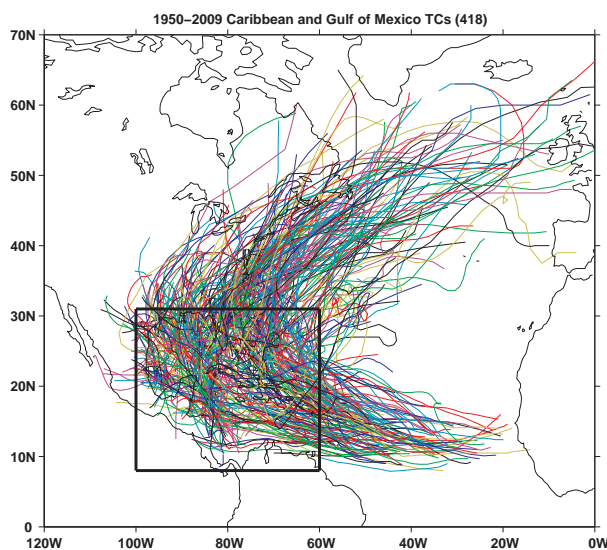 1950–2009 Caribbean and Gulf of Mexico TCs (418)
70N
60N
50N
40N
30N
20N
10N
0
120W 100W 80W 60W 40W 20W 0W